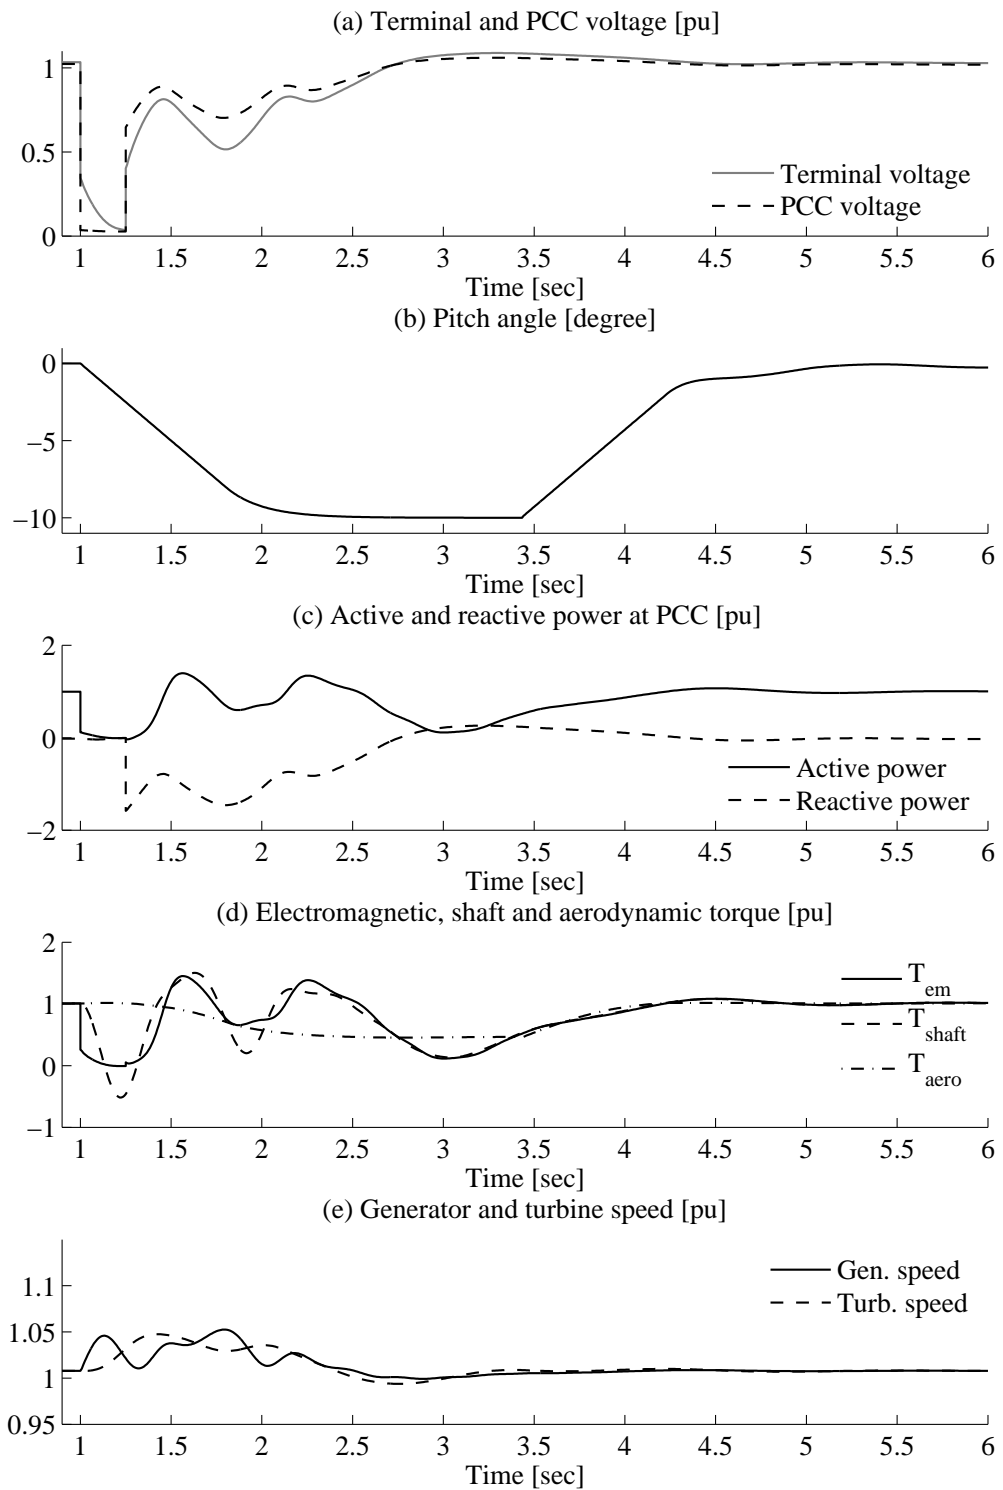 (a) Terminal and PCC voltage [pu]
1
0.5
0
Terminal voltage
PCC voltage
1 1.5 2 2.5 3 3.5 4 4.5 5 5.5 6
Time [sec]
(b) Pitch angle [degree]
0
−5
−10
1 1.5 2 2.5 3 3.5 4 4.5 5 5.5 6
Time [sec]
(c) Active and reactive power at PCC [pu]
2
0
−2
Active power
Reactive power
1 1.5 2 2.5 3 3.5 4 4.5 5 5.5 6
Time [sec]
(d) Electromagnetic, shaft and aerodynamic torque [pu]
2
1
0
−1
T_em
T_shaft
T_aero
1 1.5 2 2.5 3 3.5 4 4.5 5 5.5 6
Time [sec]
(e) Generator and turbine speed [pu]
1.1
1.05
1
0.95
Gen. speed
Turb. speed
1 1.5 2 2.5 3 3.5 4 4.5 5 5.5 6
Time [sec]